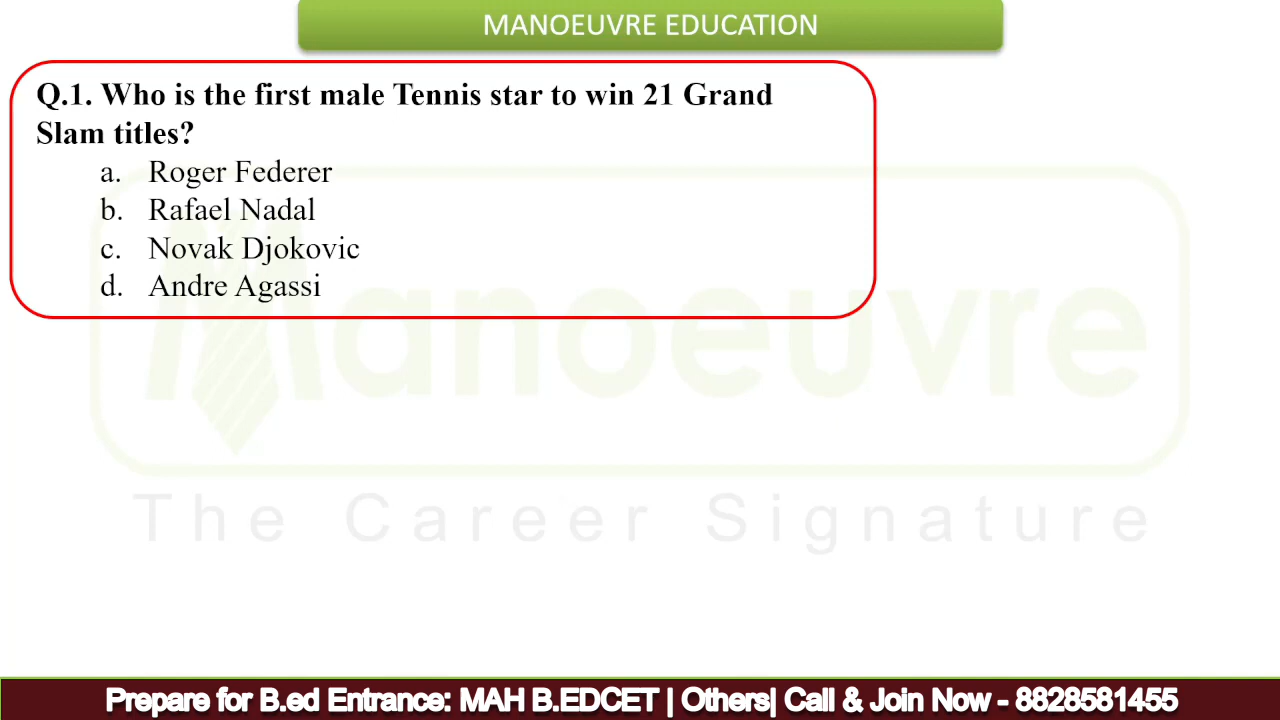 MANOEUVRE EDUCATION
Q.1. Who is the first male Tennis star to win 21 Grand
Slam titles?
a. Roger Federer
b. Rafael Nadal
c. Novak Djokovic
d. Andre Agassi
Manoeuvre
The Career Signature
Prepare for B.ed Entrance: MAH B.EDCET | Others| Call & Join Now - 8828581455